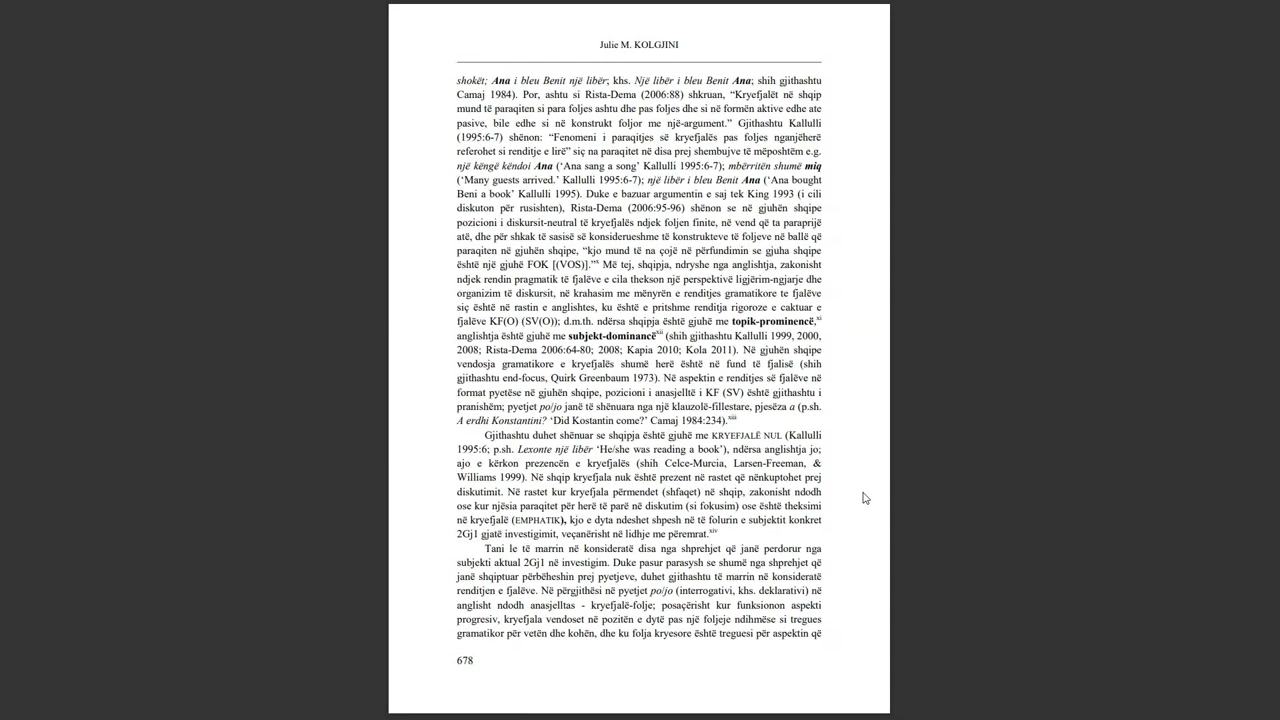 Julie M. KOLGJINI
shokët; Ana i bleu Benit një libër; khs. Një libër i bleu Benit Ana; shih gjithashtu
Camaj 1984). Por, ashtu si Rista-Dema (2006:88) shkruan, “Kryefjalët në shqip
mund të paraqiten si para foljes ashtu dhe pas foljes dhe si në formën aktive edhe ate
pasive, bile edhe si në konstrukt foljor me një-argument.” Gjithashtu Kallulli
(1995:6-7) shënon: “Fenomeni i paraqitjes së kryefjalës pas foljes nganjëherë
referohet si renditje e lirë” siç na paraqitet në disa prej shembujve të mëposhtëm e.g.
një këngë këndoi Ana (‘Ana sang a song’ Kallulli 1995:6-7); mbërritën shumë miq
(‘Many guests arrived.’ Kallulli 1995:6-7); një libër i bleu Benit Ana (‘Ana bought
Beni a book’ Kallulli 1995). Duke e bazuar argumentin e saj tek King 1993 (i cili
diskuton për rusishten), Rista-Dema (2006:95-96) shënon se në gjuhën shqipe
pozicioni i diskursit-neutral të kryefjalës ndjek foljen finite, në vend që ta paraprijë
atë, dhe për shkak të sasisë së konsiderueshme të konstrukteve të foljeve në ballë që
paraqiten në gjuhën shqipe, “kjo mund të na çojë në përfundimin se gjuha shqipe
është një gjuhë FOK [(VOS)].”x Më tej, shqipja, ndryshe nga anglishtja, zakonisht
ndjek rendin pragmatik të fjalëve e cila thekson një perspektivë ligjërim-ngjarje dhe
organizim të diskursit, në krahasim me mënyrën e renditjes gramatikore te fjalëve
siç është në rastin e anglishtes, ku është e pritshme renditja rigoroze e caktuar e
fjalëve KF(O) (SV(O)); d.m.th. ndërsa shqipja është gjuhë me topik-prominencë,xi
anglishtja është gjuhë me subjekt-dominancëxii (shih gjithashtu Kallulli 1999, 2000,
2008; Rista-Dema 2006:64-80; 2008; Kapia 2010; Kola 2011). Në gjuhën shqipe
vendosja gramatikore e kryefjalës shumë herë është në fund të fjalisë (shih
gjithashtu end-focus, Quirk Greenbaum 1973). Në aspektin e renditjes së fjalëve në
format pyetëse në gjuhën shqipe, pozicioni i anasjelltë i KF (SV) është gjithashtu i
pranishëm; pyetjet po/jo janë të shënuara nga një klauzolë-fillestare, pjesëza a (p.sh.
A erdhi Konstantini? ‘Did Kostantin come?’ Camaj 1984:234).xiii
Gjithashtu duhet shënuar se shqipja është gjuhë me KRYEFJALË NUL (Kallulli
1995:6; p.sh. Lexonte një libër ‘He/she was reading a book’), ndërsa anglishtja jo;
ajo e kërkon prezencën e kryefjalës (shih Celce-Murcia, Larsen-Freeman, &
Williams 1999). Në shqip kryefjala nuk është prezent në rastet që nënkuptohet prej
diskutimit. Në rastet kur kryefjala përmendet (shfaqet) në shqip, zakonisht ndodh
ose kur njësia paraqitet për herë të parë në diskutim (si fokusim) ose është theksimi
në kryefjalë (EMPHATIK), kjo e dyta ndeshet shpesh në të folurin e subjektit konkret
2Gj1 gjatë investigimit, veçanërisht në lidhje me përemrat.xiv
Tani le të marrin në konsideratë disa nga shprehjet që janë perdorur nga
subjekti aktual 2Gj1 në investigim. Duke pasur parasysh se shumë nga shprehjet që
janë shqiptuar përbëheshin prej pyetjeve, duhet gjithashtu të marrin në konsideratë
renditjen e fjalëve. Në përgjithësi në pyetjet po/jo (interrogativi, khs. deklarativi) në
anglisht ndodh anasjelltas - kryefjalë-folje; posaçërisht kur funksionon aspekti
progresiv, kryefjala vendoset në pozitën e dytë pas një foljeje ndihmëse si tregues
gramatikor për vetën dhe kohën, dhe ku folja kryesore është treguesi për aspektin që
678